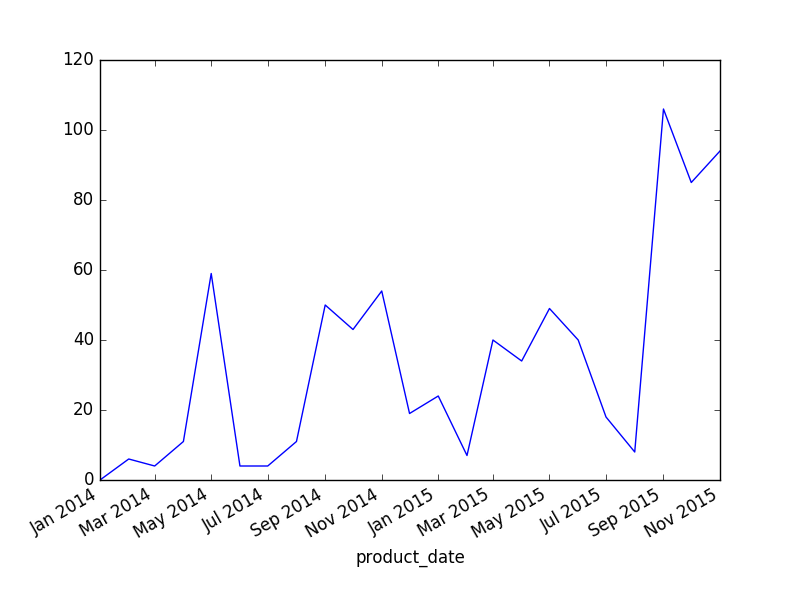 120
100
80
60
40
20
0
Jan 2014
Mar 2014
May 2014
Jul 2014
Sep 2014
Nov 2014
Jan 2015
Mar 2015
May 2015
Jul 2015
Sep 2015
Nov 2015
product_date